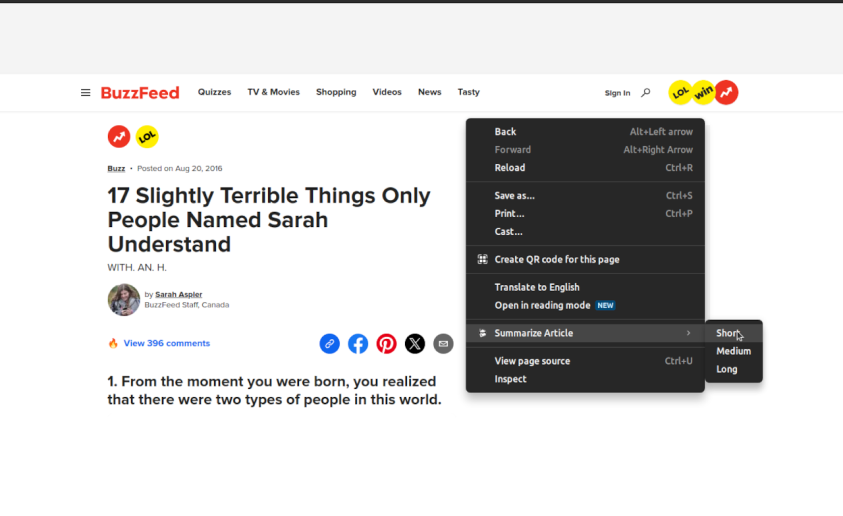 BuzzFeed Quizzes TV & Movies Shopping Videos News Tasty Sign In LOL win
LOL
Buzz • Posted on Aug 20, 2016
17 Slightly Terrible Things Only
People Named Sarah
Understand
WITH. AN. H.
by Sarah Aspler
BuzzFeed Staff, Canada
View 396 comments
1. From the moment you were born, you realized
that there were two types of people in this world.
Back Alt+Left arrow
Forward Alt+Right Arrow
Reload Ctrl+R
Save as... Ctrl+S
Print... Ctrl+P
Cast...
Create QR code for this page
Translate to English
Open in reading mode NEW
Summarize Article
View page source Ctrl+U
Inspect
Short
Medium
Long